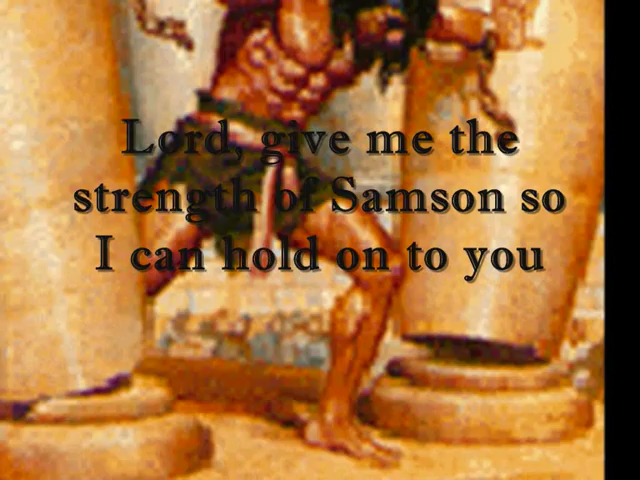 Lord, give me the
strength of Samson so
I can hold on to you